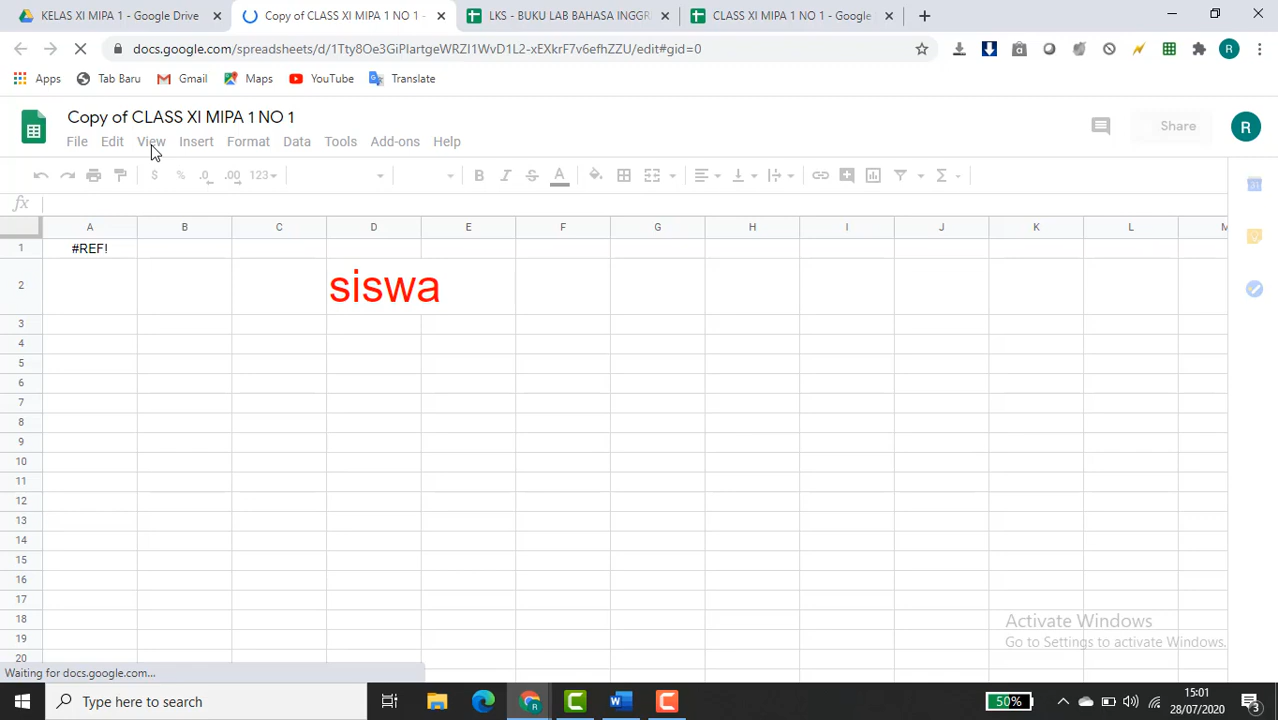 KELAS XI MIPA 1 - Google Drive
Copy of CLASS XI MIPA 1 NO 1 -
LKS - BUKU LAB BAHASA INGGR
CLASS XI MIPA 1 NO 1 - Google
docs.google.com/spreadsheets/d/1Tty8Oe3GiPIartgeWRZl1WvD1L2-xEXkrF7v6efhZZU/edit#gid=0
Apps Tab Baru Gmail Maps YouTube Translate
Copy of CLASS XI MIPA 1 NO 1
Share
R
File Edit View Insert Format Data Tools Add-ons Help
$ % .0 .00 123 B I S A Σ
fx
A B C D E F G H I J K L M
1 #REF!
2 siswa
3
4
5
6
7
8
9
10
11
12
13
14
15
16
17
18
19
20
Activate Windows
Go to Settings to activate Windows.
Waiting for docs.google.com...
Type here to search
50%
15:01
28/07/2020
3